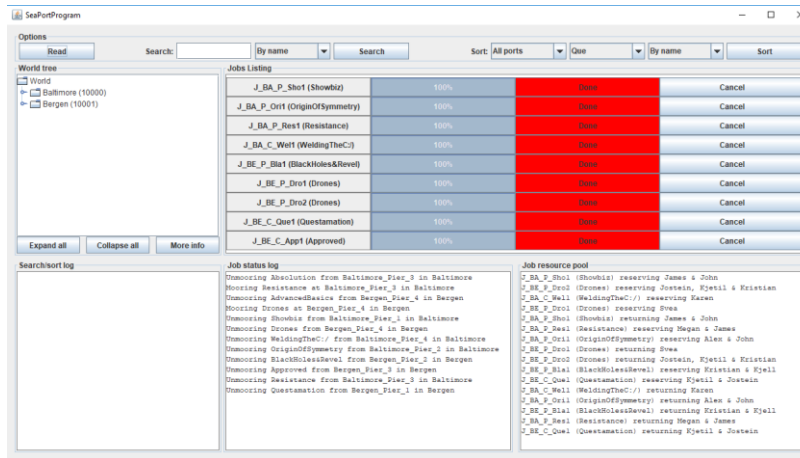 SeaPortProgram
Options
Read Search: By name Search Sort: All ports Que By name Sort
World tree
World
Baltimore (10000)
Bergen (10001)
Expand all Collapse all More info
Jobs Listing
J_BA_P_Sho1 (Showbiz) 100% Done Cancel
J_BA_P_Ori1 (OriginOfSymmetry) 100% Done Cancel
J_BA_P_Res1 (Resistance) 100% Done Cancel
J_BA_C_Wel1 (WeldingTheC:/) 100% Done Cancel
J_BE_P_Bla1 (BlackHoles&Revel) 100% Done Cancel
J_BE_P_Dro1 (Drones) 100% Done Cancel
J_BE_P_Dro2 (Drones) 100% Done Cancel
J_BE_C_Que1 (Questamation) 100% Done Cancel
J_BE_C_App1 (Approved) 100% Done Cancel
Search/sort log
Job status log
Unmooring Absolution from Baltimore_Pier_3 in Baltimore
Mooring Resistance at Baltimore_Pier_3 in Baltimore
Unmooring AdvancedBasics from Bergen_Pier_4 in Bergen
Mooring Drones at Bergen_Pier_4 in Bergen
Unmooring Showbiz from Baltimore_Pier_1 in Baltimore
Unmooring Drones from Bergen_Pier_4 in Bergen
Unmooring WeldingTheC:/ from Baltimore_Pier_4 in Baltimore
Unmooring OriginOfSymmetry from Baltimore_Pier_2 in Baltimore
Unmooring BlackHoles&Revel from Bergen_Pier_2 in Bergen
Unmooring Approved from Bergen_Pier_3 in Bergen
Unmooring Resistance from Baltimore_Pier_3 in Baltimore
Unmooring Questamation from Bergen_Pier_1 in Bergen
Job resource pool
J_BA_P_Sho1 (Showbiz) reserving James & John
J_BE_P_Dro2 (Drones) reserving Jostein, Kjetil & Kristian
J_BA_C_Wel1 (WeldingTheC:/) reserving Karen
J_BE_P_Dro1 (Drones) reserving Svea
J_BA_P_Sho1 (Showbiz) returning James & John
J_BA_P_Res1 (Resistance) reserving Megan & James
J_BA_P_Ori1 (OriginOfSymmetry) reserving Alex & John
J_BE_P_Dro1 (Drones) returning Svea
J_BE_P_Dro2 (Drones) returning Jostein, Kjetil & Kristian
J_BE_P_Bla1 (BlackHoles&Revel) reserving Kristian & Kjell
J_BE_C_Que1 (Questamation) reserving Kjetil & Jostein
J_BA_C_Wel1 (WeldingTheC:/) returning Karen
J_BA_P_Ori1 (OriginOfSymmetry) returning Alex & John
J_BE_P_Bla1 (BlackHoles&Revel) returning Kristian & Kjell
J_BA_P_Res1 (Resistance) returning Megan & James
J_BE_C_Que1 (Questamation) returning Kjetil & Jostein